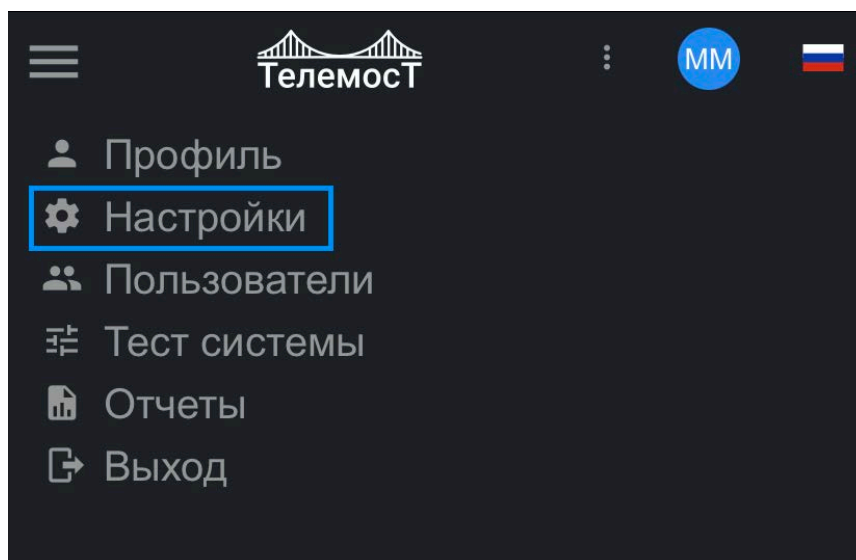 ТелемосТ
ММ
Профиль
Настройки
Пользователи
Тест системы
Отчеты
Выход